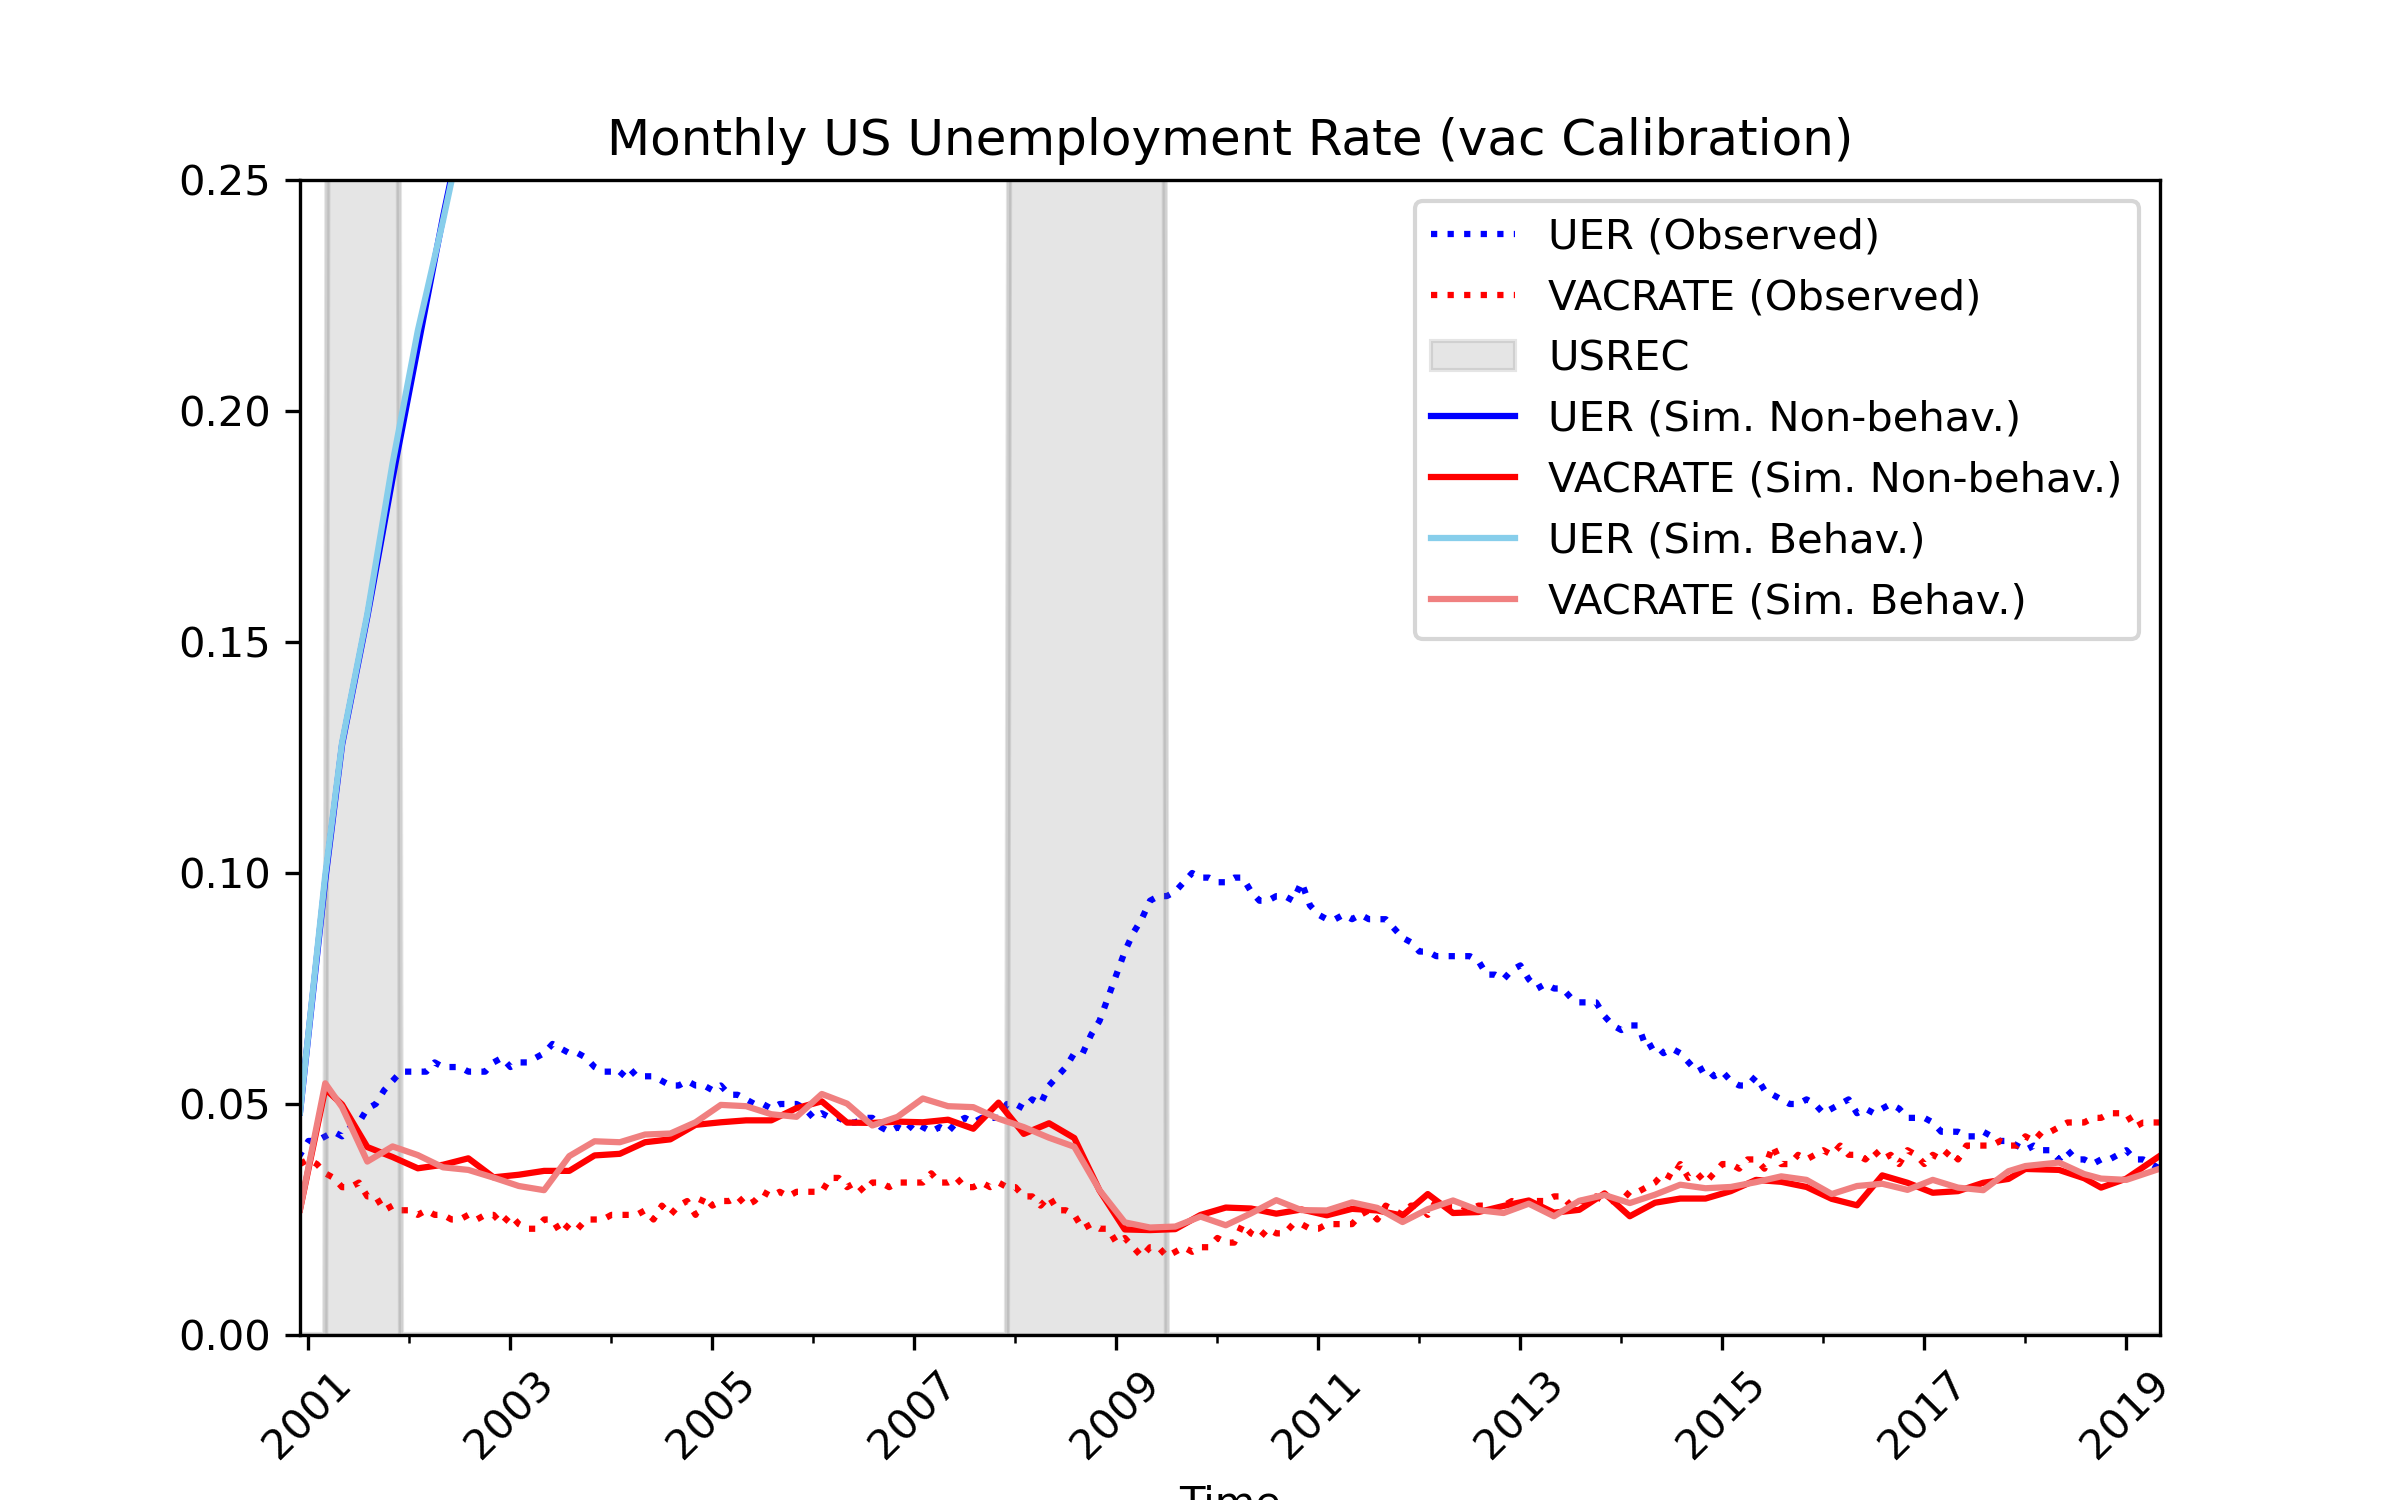 Monthly US Unemployment Rate (vac Calibration)
0.25
0.20
0.15
0.10
0.05
0.00
UER (Observed)
VACRATE (Observed)
USREC
UER (Sim. Non-behav.)
VACRATE (Sim. Non-behav.)
UER (Sim. Behav.)
VACRATE (Sim. Behav.)
2001 2003 2005 2007 2009 2011 2013 2015 2017 2019
Time